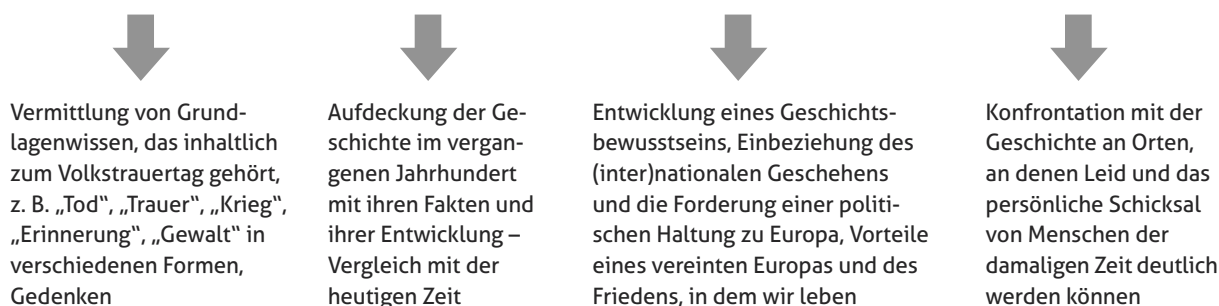 Vermittlung von Grund-
lagenwissen, das inhaltlich
zum Volkstrauertag gehört,
z. B. „Tod“, „Trauer“, „Krieg“,
„Erinnerung“, „Gewalt“ in
verschiedenen Formen,
Gedenken
Aufdeckung der Ge-
schichte im vergan-
genen Jahrhundert
mit ihren Fakten und
ihrer Entwicklung –
Vergleich mit der
heutigen Zeit
Entwicklung eines Geschichts-
bewusstseins, Einbeziehung des
(inter)nationalen Geschehens
und die Forderung einer politi-
schen Haltung zu Europa, Vorteile
eines vereinten Europas und des
Friedens, in dem wir leben
Konfrontation mit der
Geschichte an Orten,
an denen Leid und das
persönliche Schicksal
von Menschen der
damaligen Zeit deutlich
werden können